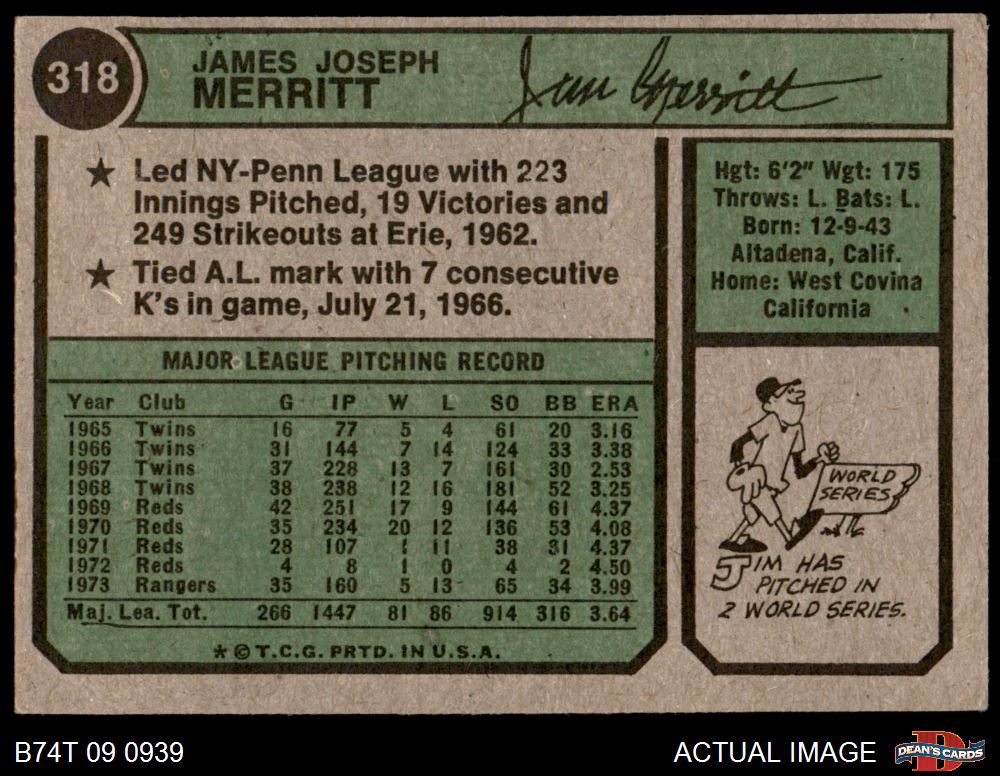 318
JAMES JOSEPH
MERRITT
Jim Merritt
★ Led NY-Penn League with 223
Innings Pitched, 19 Victories and
249 Strikeouts at Erie, 1962.
★ Tied A.L. mark with 7 consecutive
K's in game, July 21, 1966.
Hgt: 6'2" Wgt: 175
Throws: L. Bats: L.
Born: 12-9-43
Altadena, Calif.
Home: West Covina
California
MAJOR LEAGUE PITCHING RECORD
Year Club G IP W L SO BB ERA
1965 Twins 16 77 5 4 61 20 3.16
1966 Twins 31 144 7 14 124 33 3.38
1967 Twins 37 228 13 7 161 30 2.53
1968 Twins 38 238 12 16 181 52 3.25
1969 Reds 42 251 17 9 144 61 4.37
1970 Reds 35 234 20 12 136 53 4.08
1971 Reds 28 107 1 11 38 31 4.37
1972 Reds 4 8 1 0 4 2 4.50
1973 Rangers 35 160 5 13 65 34 3.99
Maj. Lea. Tot. 266 1447 81 86 914 316 3.64
*© T.C.G. PRTD. IN U.S.A.
WORLD
SERIES
JIM HAS
PITCHED IN
2 WORLD SERIES.
B74T 09 0939
ACTUAL IMAGE
DEAN'S CARDS